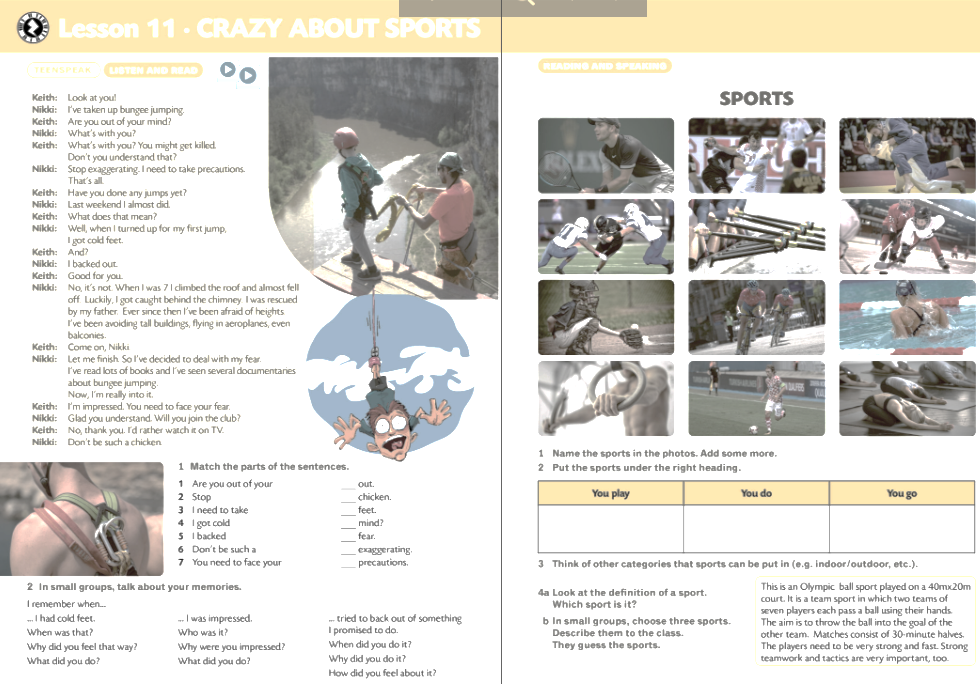 Lesson 11 · CRAZY ABOUT SPORTS
LISTEN AND READ
Keith: Look at you!
Nikki: I've taken up bungee jumping.
Keith: Are you out of your mind?
Nikki: What's with you?
Keith: What's with you? You might get killed.
Don't you understand that?
Nikki: Stop exaggerating. I need to take precautions.
That's all.
Keith: Have you done any jumps yet?
Nikki: Last weekend I almost did.
Keith: What does that mean?
Nikki: Well, when I turned up for my first jump,
I got cold feet.
Keith: And?
Nikki: I backed out.
Keith: Good for you.
Nikki: No, it's not. When I was 7 I climbed the roof and almost fell
off. Luckily, I got caught behind the chimney. I was rescued
by my father. Ever since then I've been afraid of heights.
I've been avoiding tall buildings, flying in aeroplanes, even
balconies.
Keith: Come on, Nikki.
Nikki: Let me finish. So I've decided to deal with my fear.
I've read lots of books and I've seen several documentaries
about bungee jumping.
Now, I'm really into it.
Keith: I'm impressed. You need to face your fear.
Nikki: Glad you understand. Will you join the club?
Keith: No, thank you. I'd rather watch it on TV.
Nikki: Don't be such a chicken.
1 Match the parts of the sentences.
1 Are you out of your ___ out.
2 Stop ___ chicken.
3 I need to take ___ feet.
4 I got cold ___ mind?
5 I backed ___ fear.
6 Don't be such a ___ exaggerating.
7 You need to face your ___ precautions.
2 In small groups, talk about your memories.
I remember when...
... I had cold feet.
When was that?
Why did you feel that way?
What did you do?
... I was impressed.
Who was it?
Why were you impressed?
What did you do?
... tried to back out of something
I promised to do.
When did you do it?
Why did you do it?
How did you feel about it?
READING AND SPEAKING
SPORTS
1 Name the sports in the photos. Add some more.
2 Put the sports under the right heading.
You play You do You go
3 Think of other categories that sports can be put in (e.g. indoor/outdoor, etc.).
4a Look at the definition of a sport.
Which sport is it?
b In small groups, choose three sports.
Describe them to the class.
They guess the sports.
This is an Olympic ball sport played on a 40mx20m
court. It is a team sport in which two teams of
seven players each pass a ball using their hands.
The aim is to throw the ball into the goal of the
other team. Matches consist of 30-minute halves.
The players need to be very strong and fast. Strong
teamwork and tactics are very important, too.